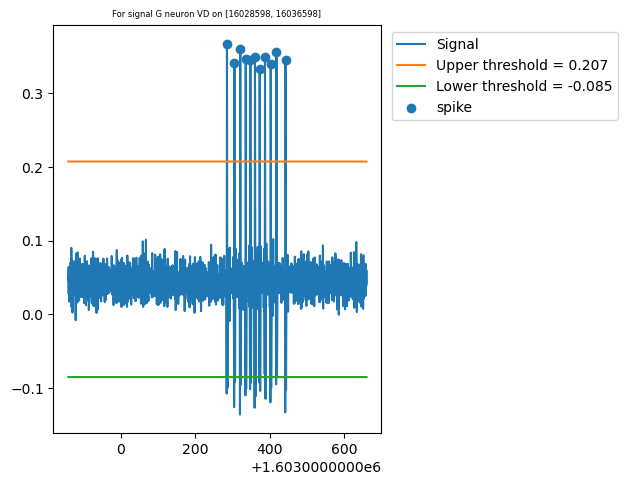 For signal G neuron VD on [16028598, 16036598]
Signal
Upper threshold = 0.207
Lower threshold = -0.085
spike
0.3
0.2
0.1
0.0
−0.1
0
200
400
600
+1.6030000000e6